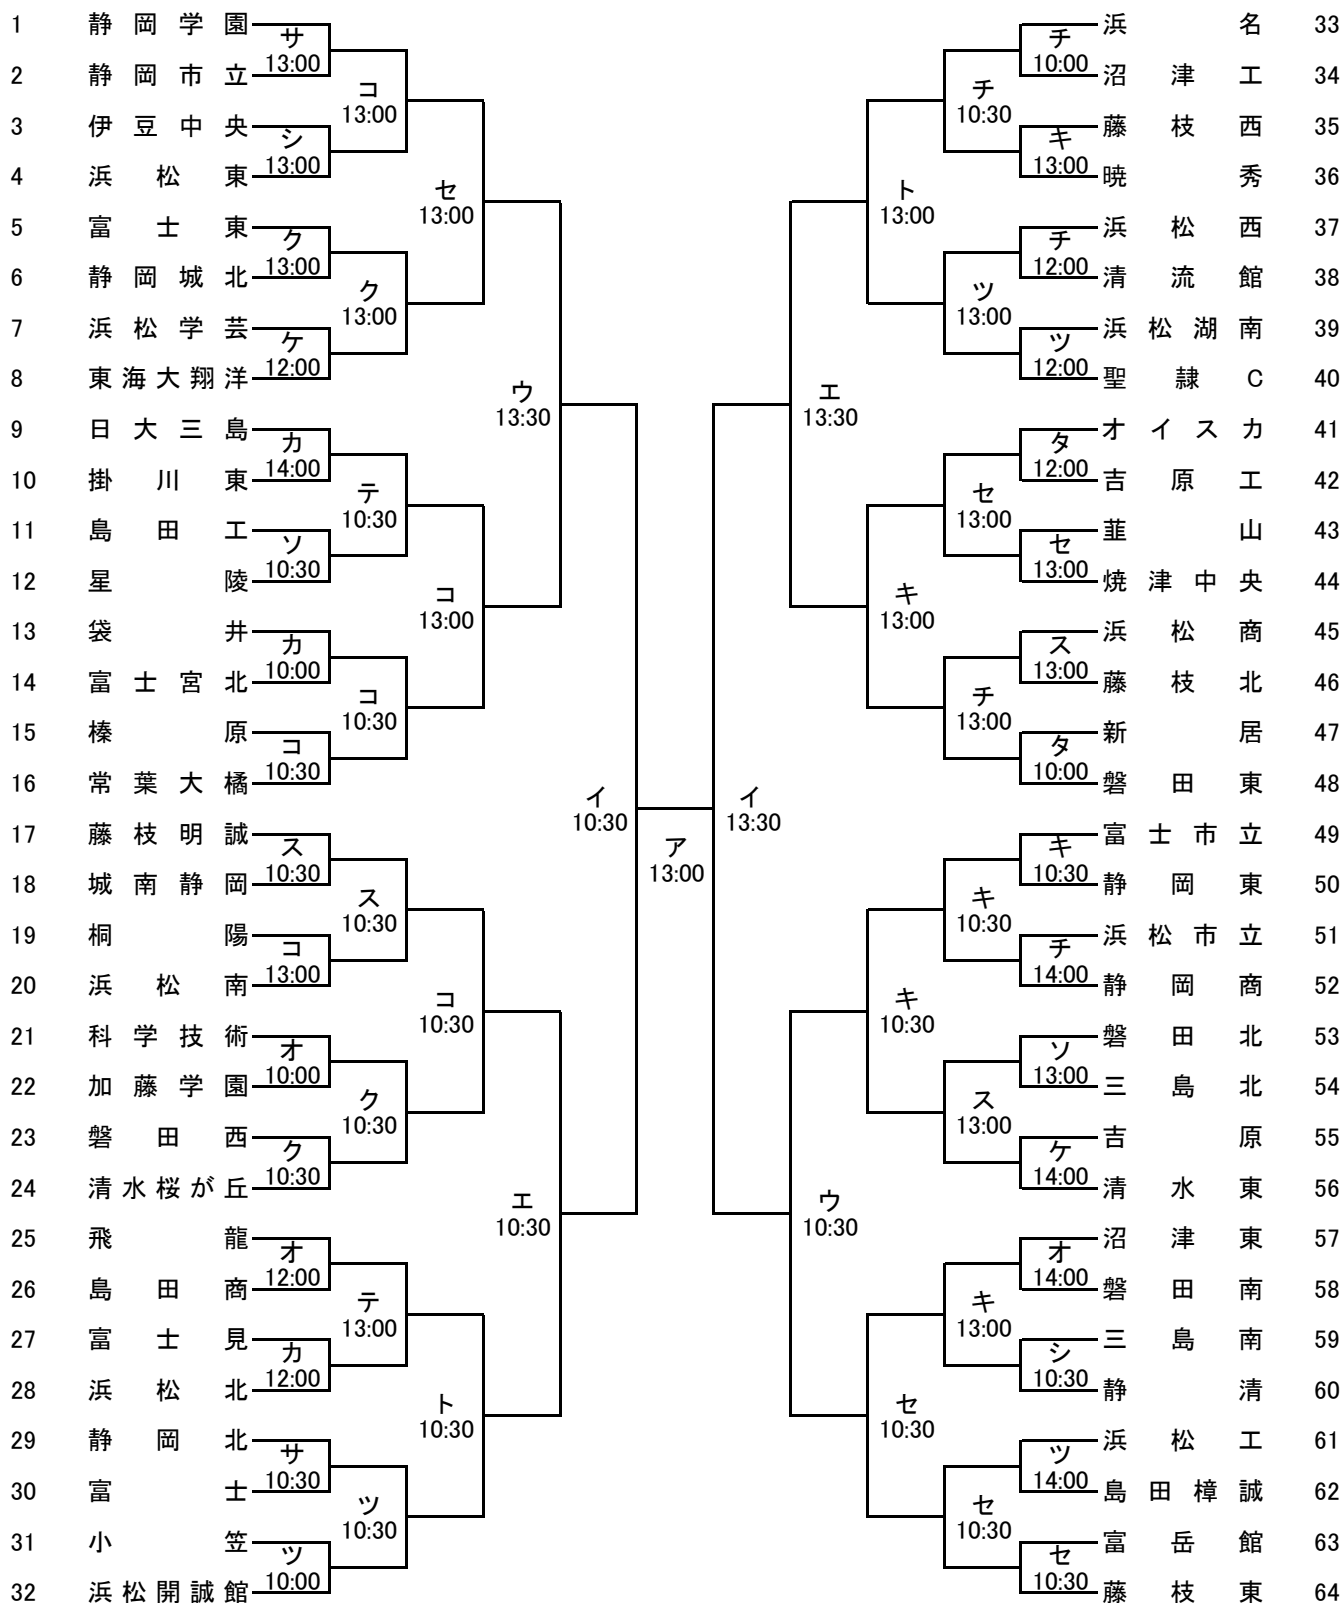 1 静岡学園 サ 13:00
2 静岡市立
コ 13:00
3 伊豆中央 シ 13:00
4 浜松東
セ 13:00
5 富士東 ク 13:00
6 静岡城北
ク 13:00
7 浜松学芸 ケ 12:00
8 東海大翔洋
ウ 13:30
9 日大三島 カ 14:00
10 掛川東
テ 10:30
11 島田工 ソ 10:30
12 星陵
コ 13:00
13 袋井 カ 10:00
14 富士宮北
コ 10:30
15 榛原 コ 10:30
16 常葉大橘
イ 10:30
17 藤枝明誠 ス 10:30
18 城南静岡
ス 10:30
19 桐陽 コ 13:00
20 浜松南
コ 10:30
21 科学技術 オ 10:00
22 加藤学園
ク 10:30
23 磐田西 ク 10:30
24 清水桜が丘
エ 10:30
25 飛龍 オ 12:00
26 島田商
テ 13:00
27 富士見 カ 12:00
28 浜松北
ト 10:30
29 静岡北 サ 10:30
30 富士
ツ 10:30
31 小笠 ツ 10:00
32 浜松開誠館
ア 13:00
チ 10:00 浜名 33
沼津工 34
チ 10:30
キ 13:00 藤枝西 35
暁秀 36
ト 13:00
チ 12:00 浜松西 37
清流館 38
ツ 13:00
ツ 12:00 浜松湖南 39
聖隷C 40
エ 13:30
タ 12:00 オイスカ 41
吉原工 42
セ 13:00
セ 13:00 韮山 43
焼津中央 44
キ 13:00
ス 13:00 浜松商 45
藤枝北 46
チ 13:00
タ 10:00 新居 47
磐田東 48
イ 13:30
キ 10:30 富士市立 49
静岡東 50
キ 10:30
チ 14:00 浜松市立 51
静岡商 52
キ 10:30
ソ 13:00 磐田北 53
三島北 54
ス 13:00
ケ 14:00 吉原 55
清水東 56
ウ 10:30
オ 14:00 沼津東 57
磐田南 58
キ 13:00
シ 10:30 三島南 59
静清 60
セ 10:30
ツ 14:00 浜松工 61
島田樟誠 62
セ 10:30
セ 10:30 富岳館 63
藤枝東 64